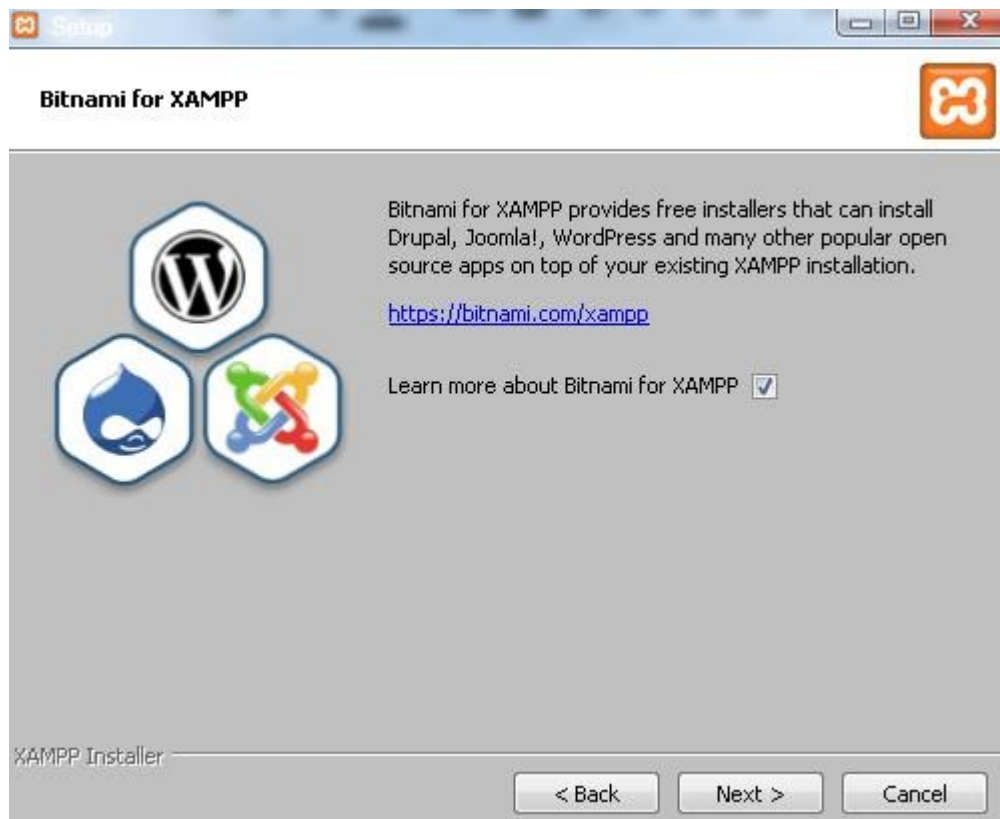 Setup
Bitnami for XAMPP
Bitnami for XAMPP provides free installers that can install
Drupal, Joomla!, WordPress and many other popular open
source apps on top of your existing XAMPP installation.
https://bitnami.com/xampp
Learn more about Bitnami for XAMPP
XAMPP Installer
< Back
Next >
Cancel